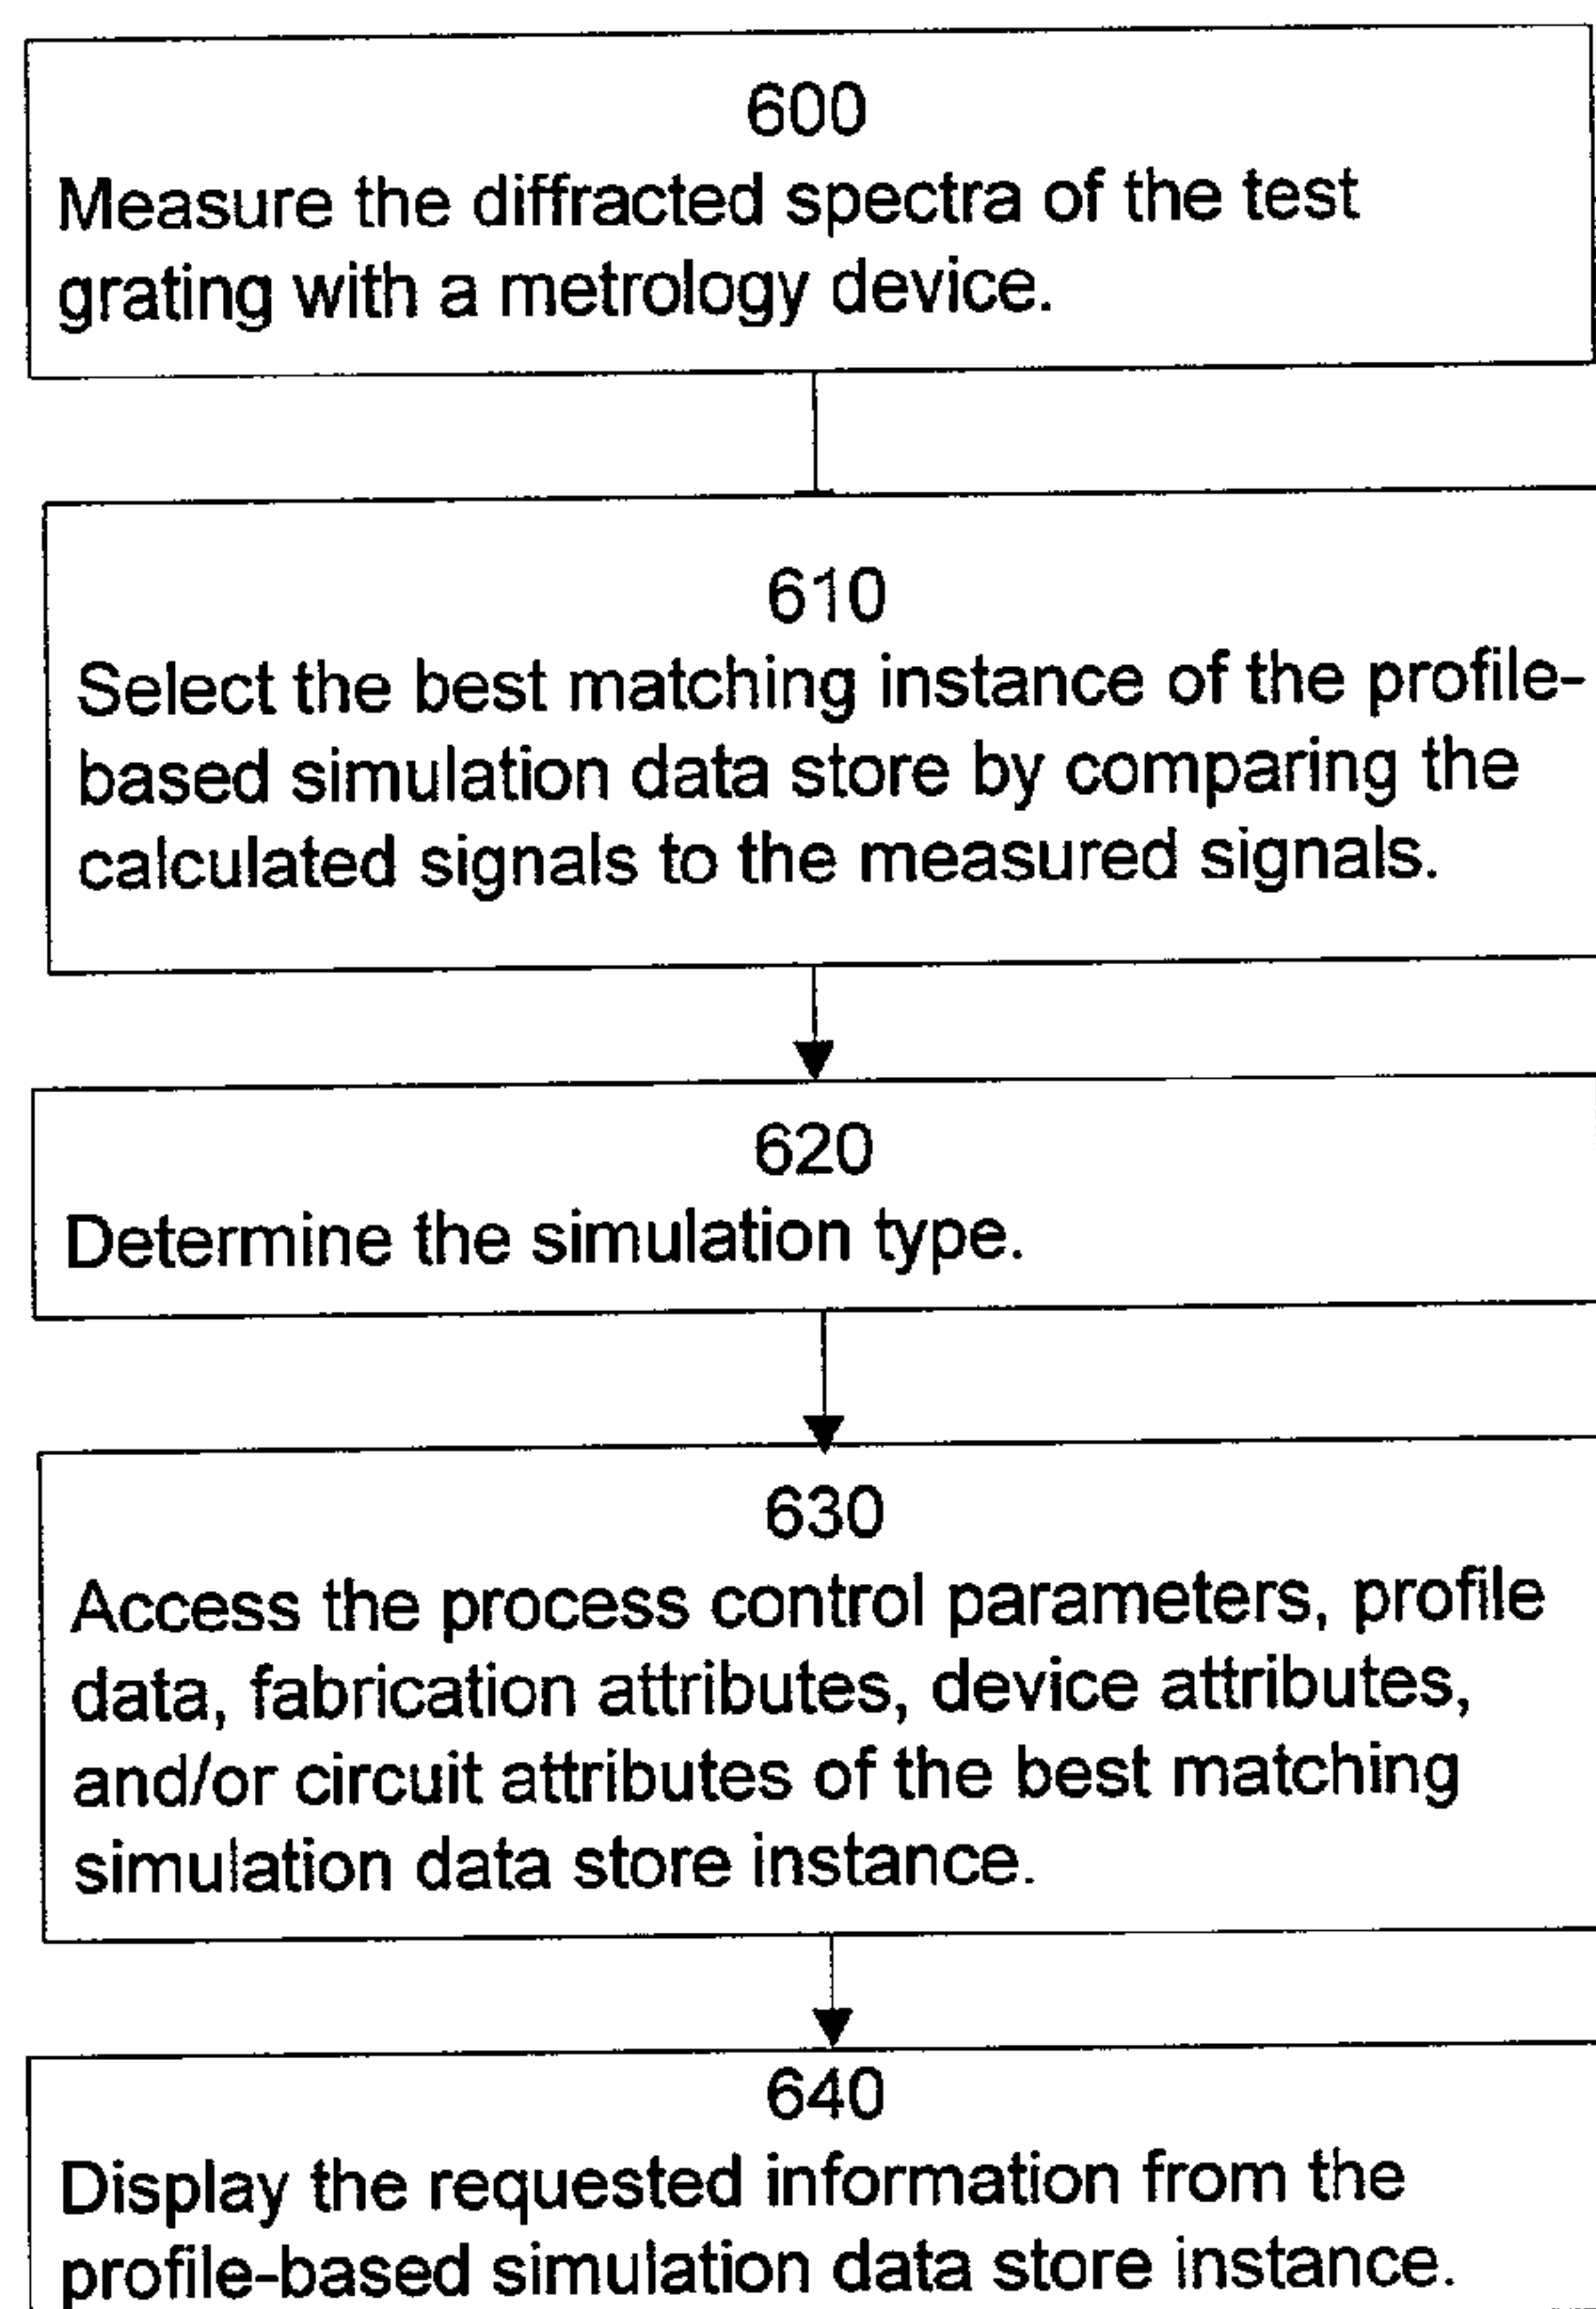 600
Measure the diffracted spectra of the test
grating with a metrology device.
610
Select the best matching instance of the profile-
based simulation data store by comparing the
calculated signals to the measured signals.
620
Determine the simulation type.
630
Access the process control parameters, profile
data, fabrication attributes, device attributes,
and/or circuit attributes of the best matching
simulation data store instance.
640
Display the requested information from the
profile-based simulation data store instance.